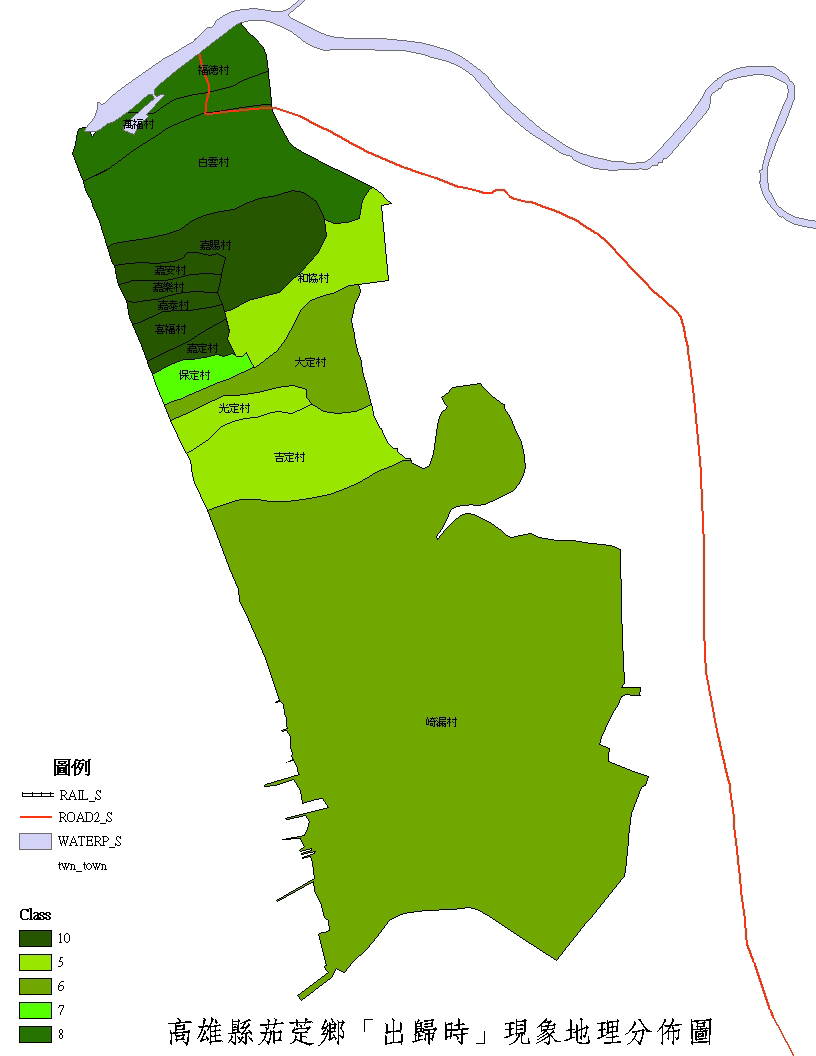 福德村
萬福村
白雲村
嘉賜村
嘉安村
嘉樂村
嘉泰村
喜福村
嘉定村
和協村
保定村
大定村
光定村
吉定村
崎漏村
圖例
RAIL_S
ROAD2_S
WATERP_S
twn_town
Class
10
5
6
7
8
高雄縣茄萣鄉「出歸時」現象地理分佈圖